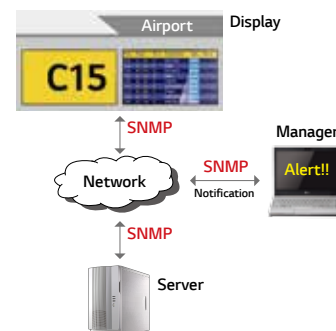 Airport
Display
C15
SNMP
Manager
Network
SNMP
Notification
Alert!!
SNMP
Server